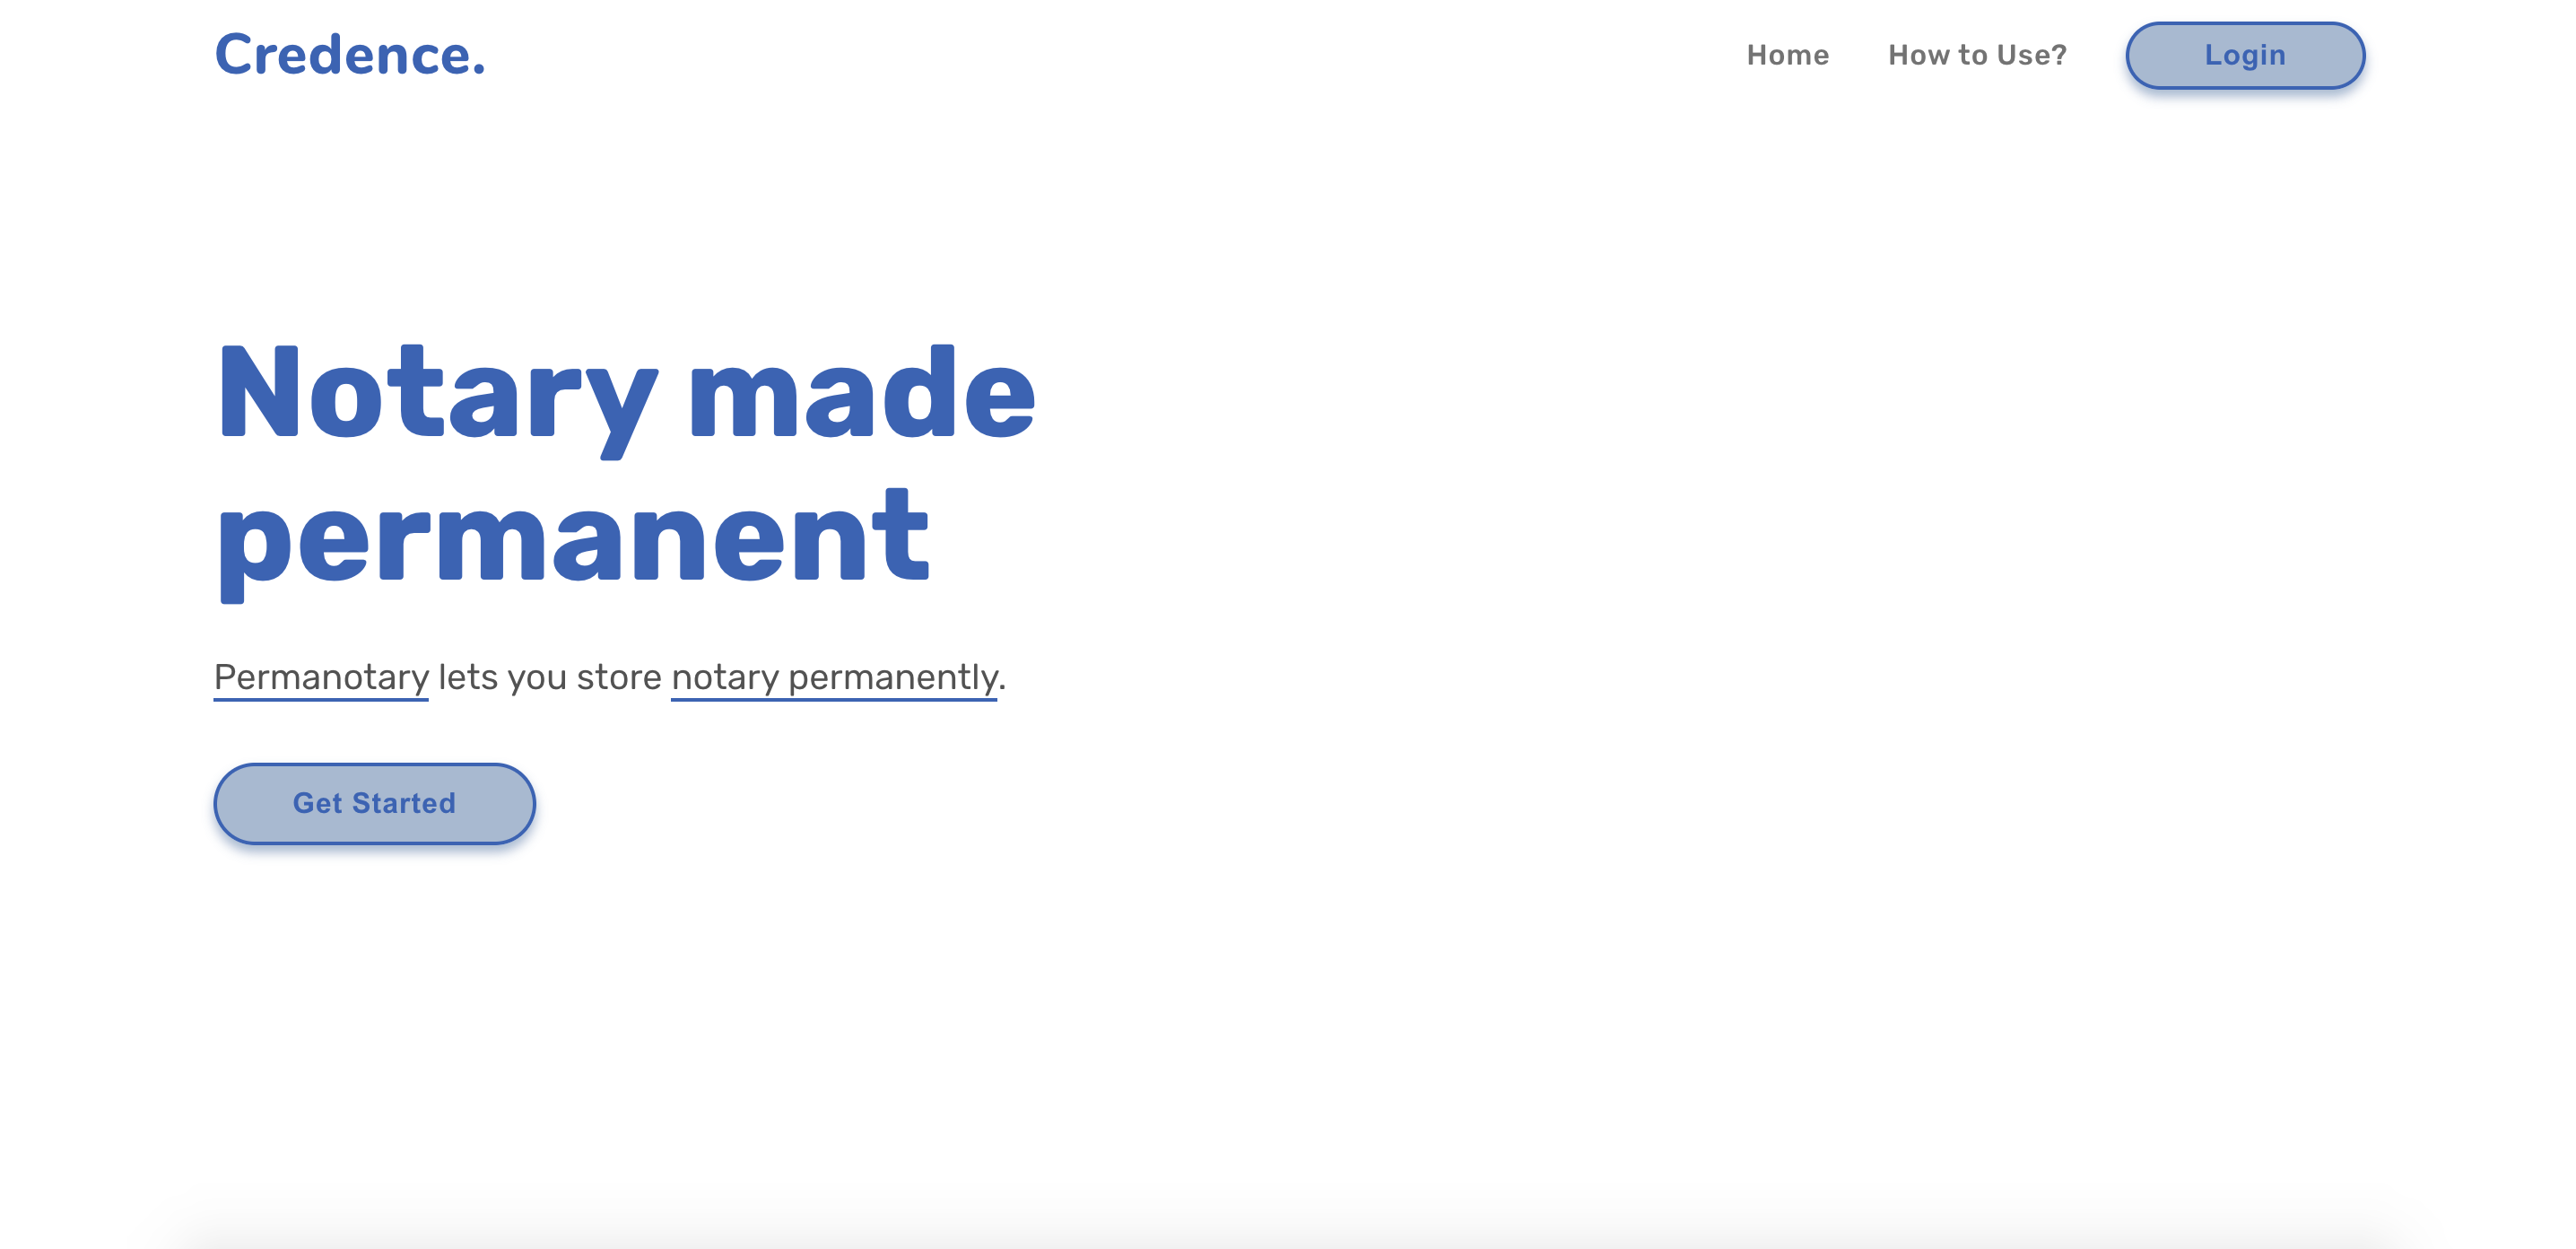 Credence.
Home
How to Use?
Login
Notary made
permanent
Permanotary lets you store notary permanently.
Get Started